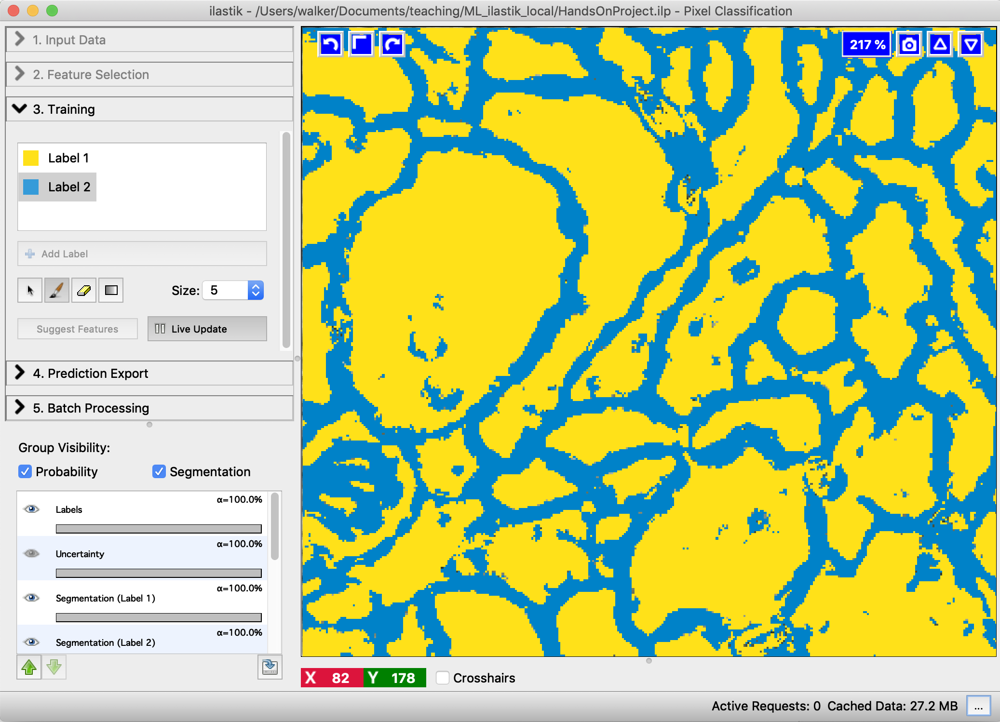 ilastik - /Users/walker/Documents/teaching/ML_ilastik_local/HandsOnProject.ilp - Pixel Classification
1. Input Data
2. Feature Selection
3. Training
Label 1
Label 2
Add Label
Size: 5
Suggest Features
Live Update
4. Prediction Export
5. Batch Processing
Group Visibility:
Probability
Segmentation
α=100.0%
Labels
α=100.0%
Uncertainty
α=100.0%
Segmentation (Label 1)
α=100.0%
Segmentation (Label 2)
217 %
X 82 Y 178
Crosshairs
Active Requests: 0 Cached Data: 27.2 MB
...